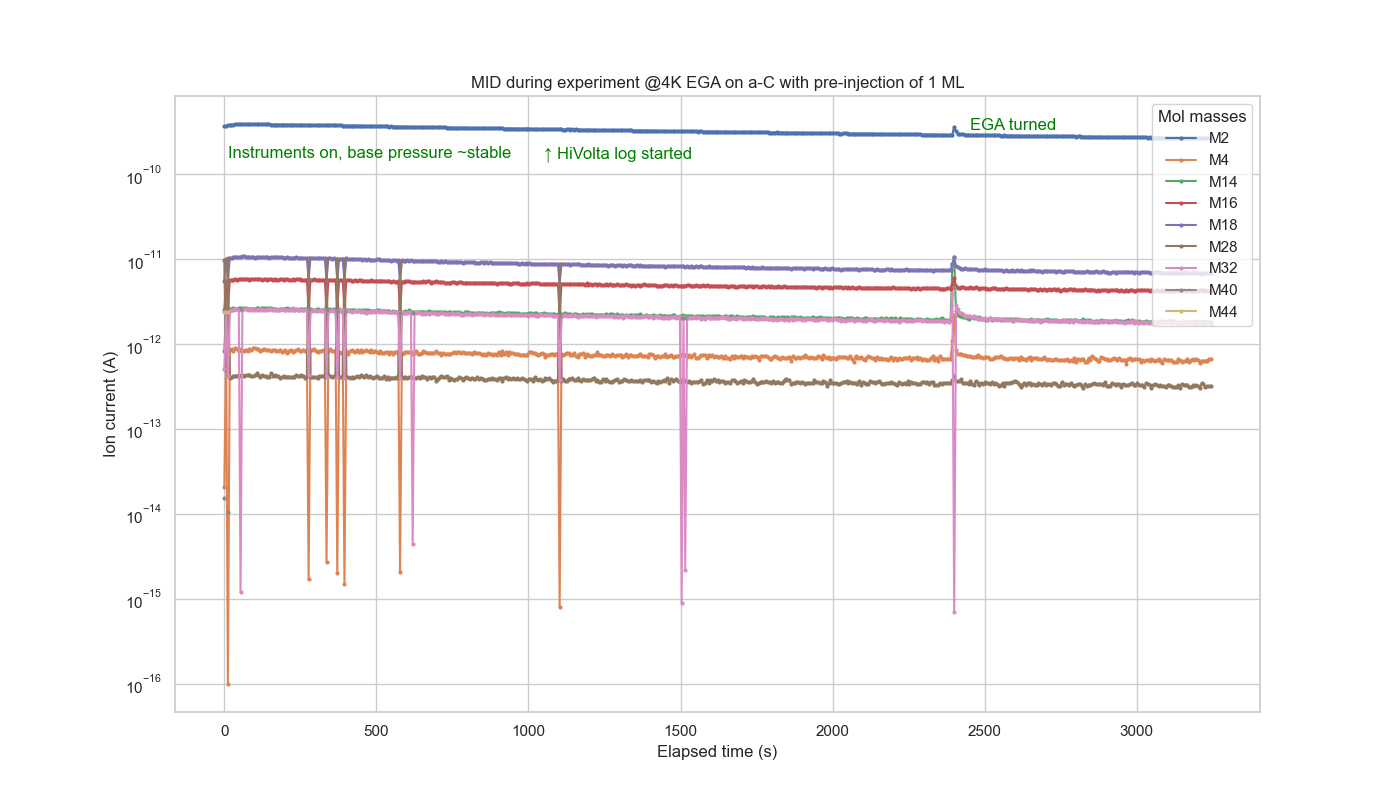 MID during experiment @4K EGA on a-C with pre-injection of 1 ML
EGA turned
Mol masses
M2
M4
M14
M16
M18
M28
M32
M40
M44
Instruments on, base pressure ~stable
↑ HiVolta log started
Ion current (A)
10⁻¹⁰
10⁻¹¹
10⁻¹²
10⁻¹³
10⁻¹⁴
10⁻¹⁵
10⁻¹⁶
0 500 1000 1500 2000 2500 3000
Elapsed time (s)